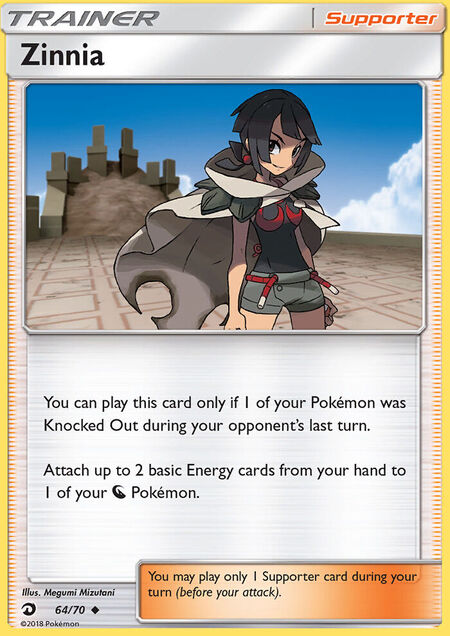 TRAINER Supporter
Zinnia
You can play this card only if 1 of your Pokémon was
Knocked Out during your opponent's last turn.
Attach up to 2 basic Energy cards from your hand to
1 of your Pokémon.
Illus. Megumi Mizutani
64/70
©2018 Pokémon
You may play only 1 Supporter card during your
turn (before your attack).